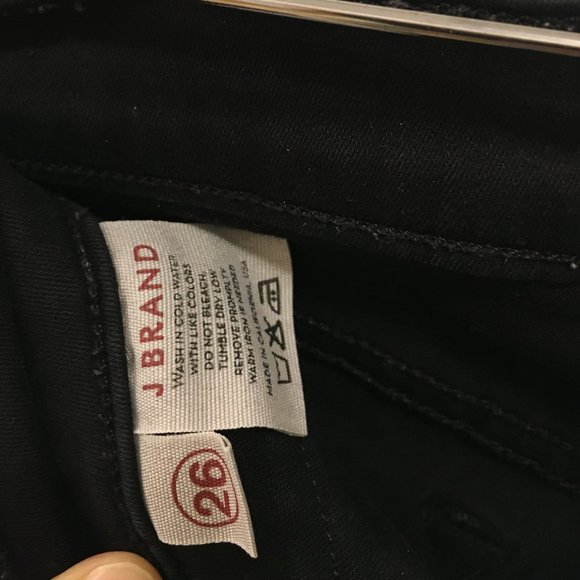 J BRAND
WASH IN COLD WATER
WITH LIKE COLORS
DO NOT BLEACH.
TUMBLE DRY LOW
REMOVE PROMPLTY
WARM IRON IF NEEDED
MADE IN CALIFORNIA, USA
26